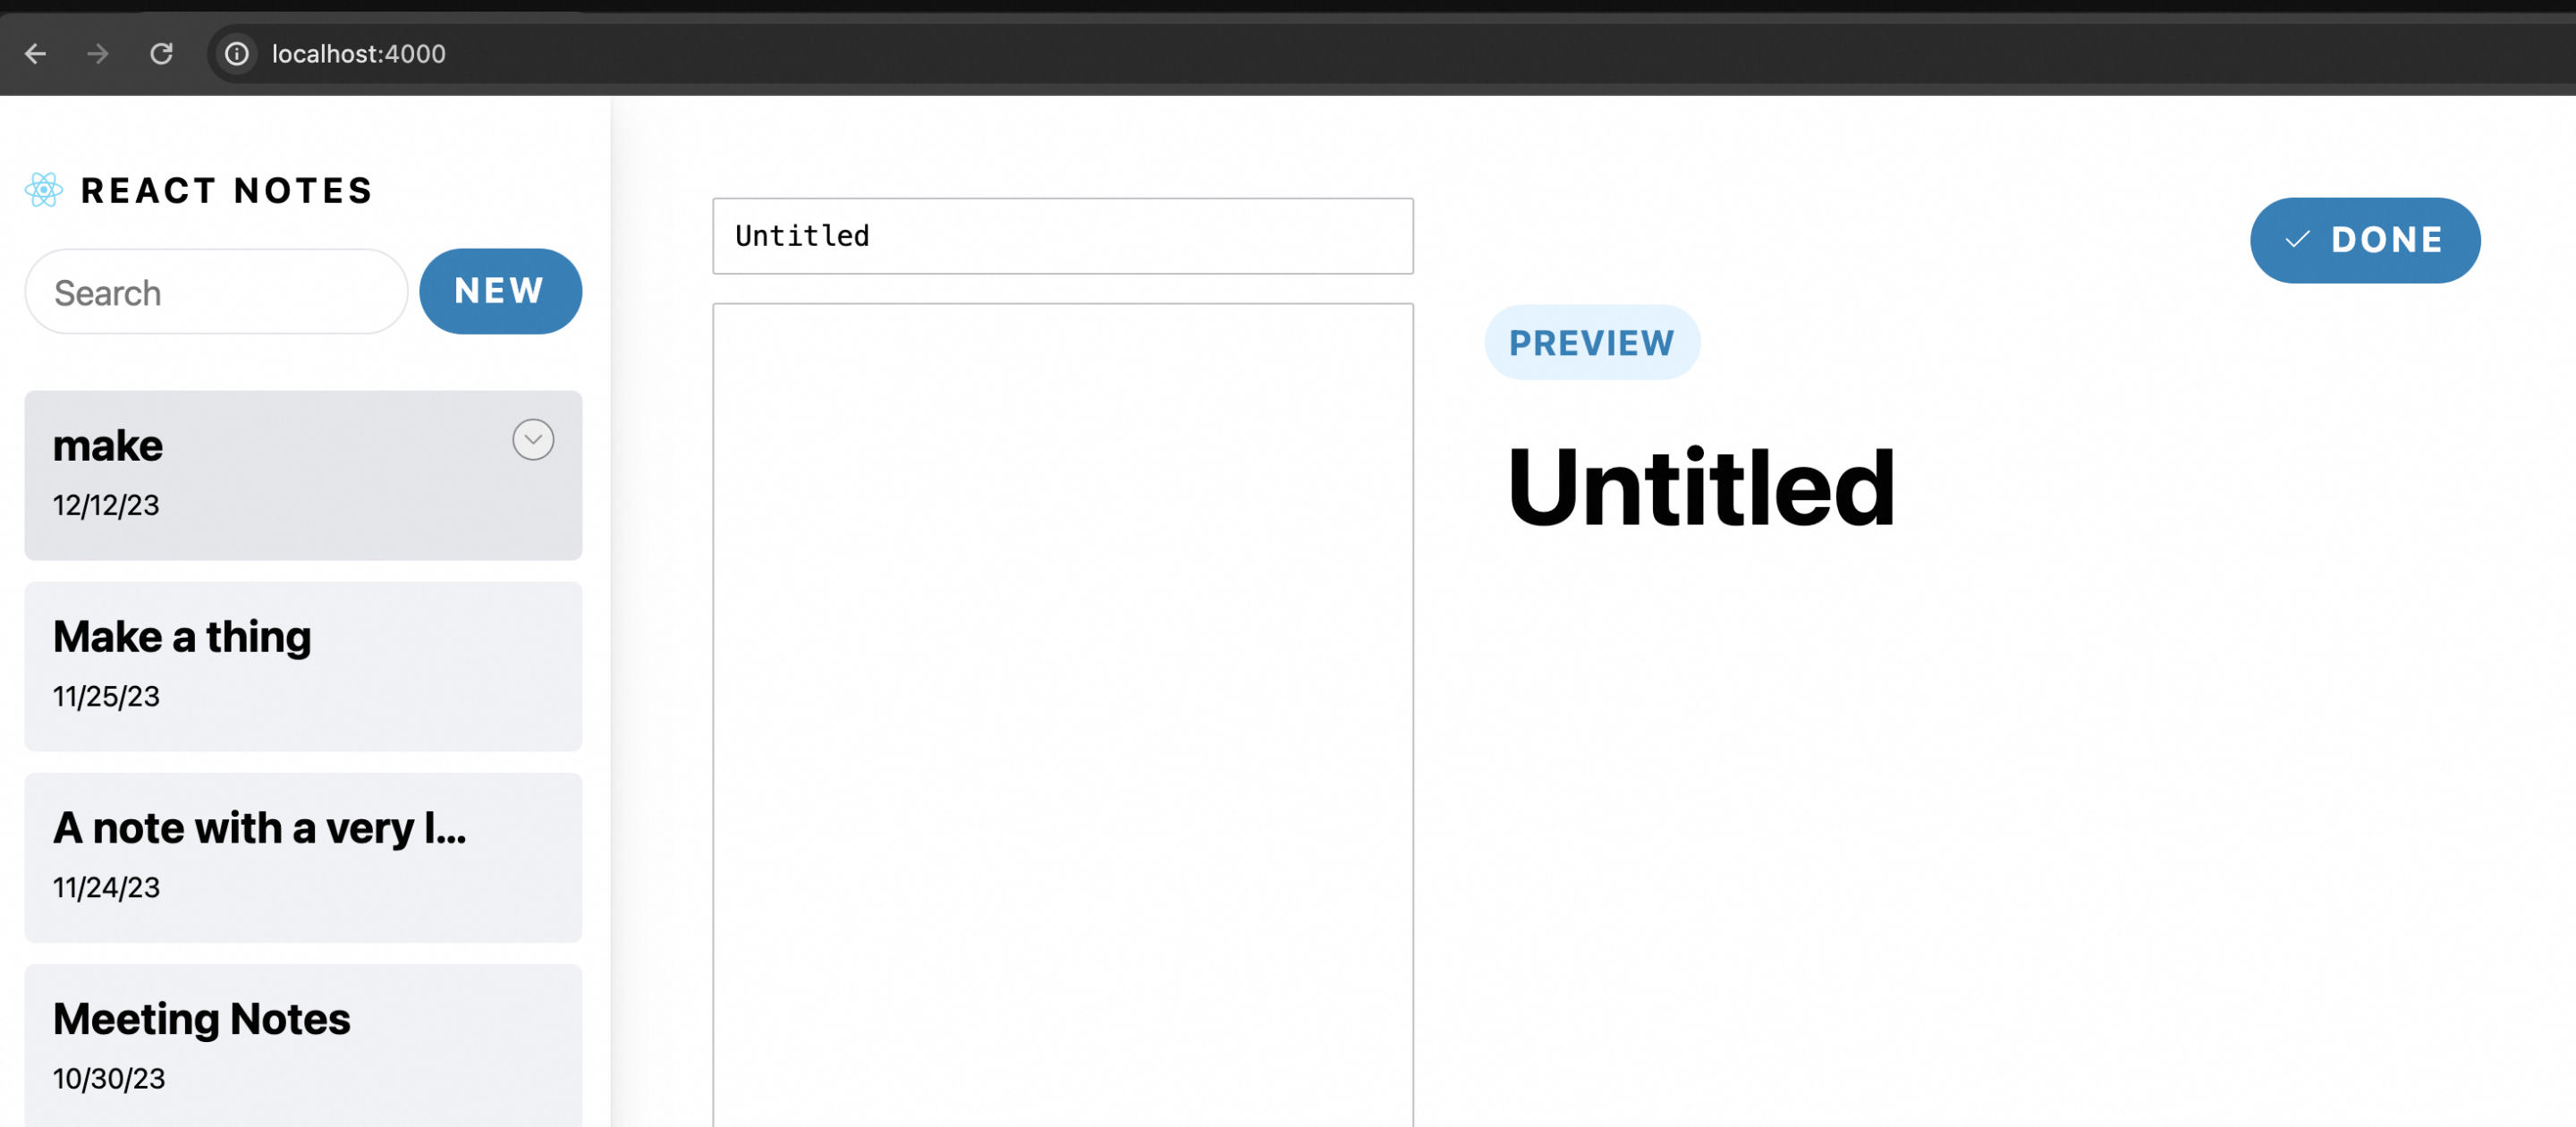 localhost:4000
REACT NOTES
Search
NEW
make
12/12/23
Make a thing
11/25/23
A note with a very l...
11/24/23
Meeting Notes
10/30/23
Untitled
DONE
PREVIEW
Untitled